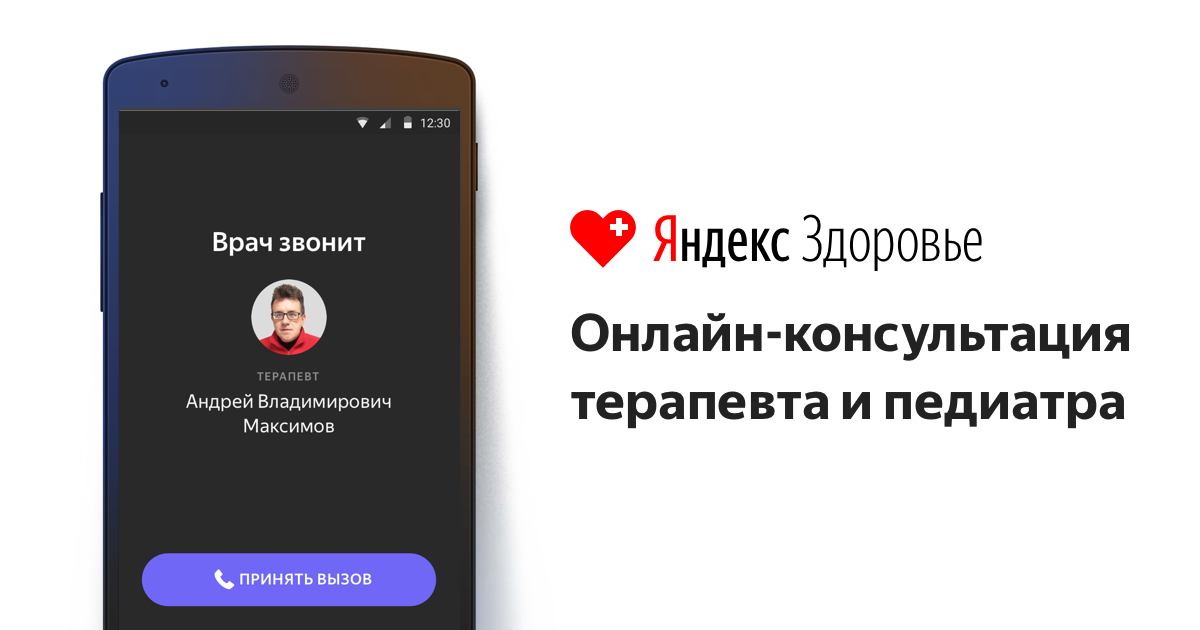 12:30
Врач звонит
ТЕРАПЕВТ
Андрей Владимирович
Максимов
ПРИНЯТЬ ВЫЗОВ
Яндекс Здоровье
Онлайн-консультация
терапевта и педиатра